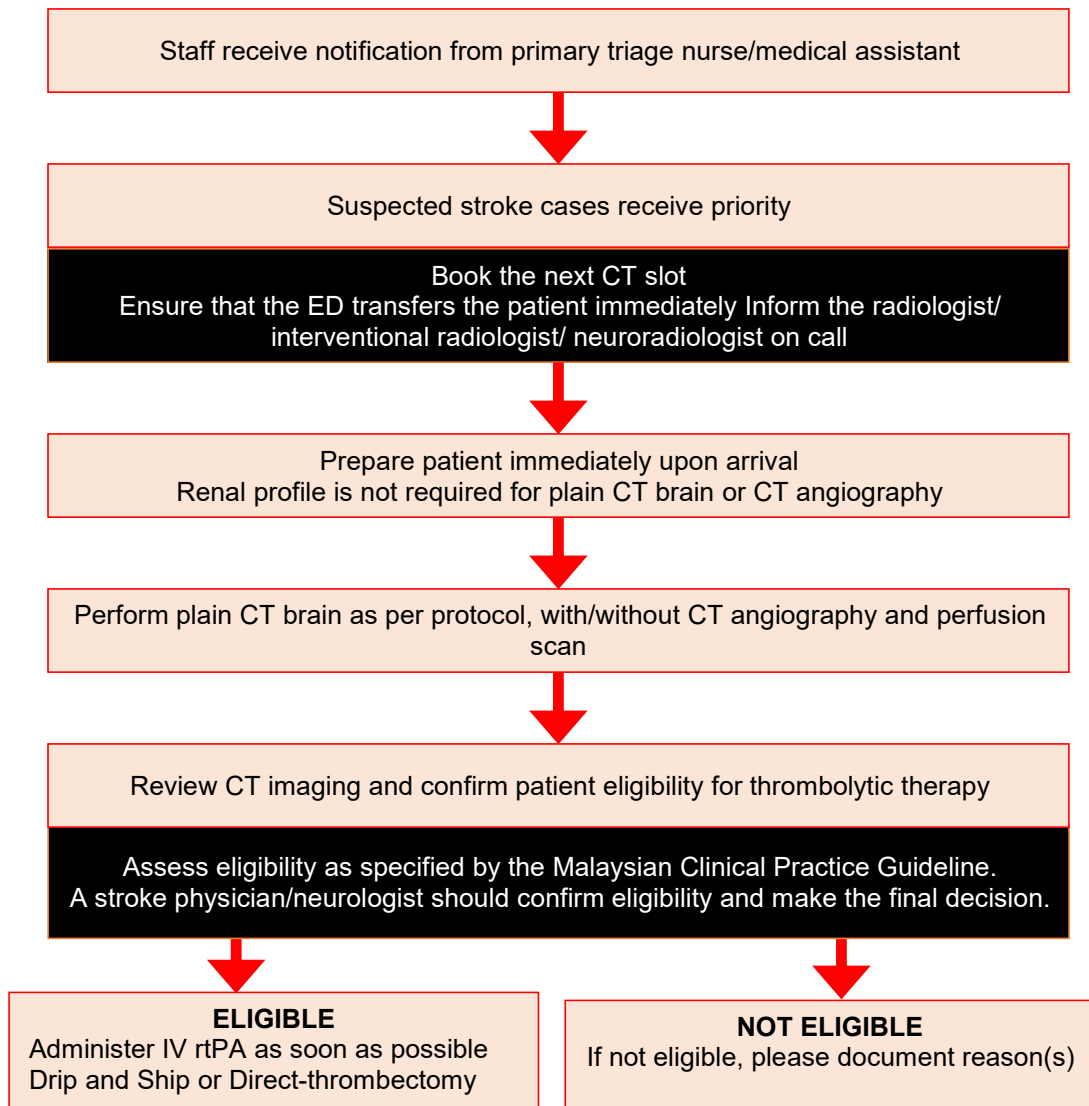 Staff receive notification from primary triage nurse/medical assistant
Suspected stroke cases receive priority
Book the next CT slot
Ensure that the ED transfers the patient immediately Inform the radiologist/
interventional radiologist/ neuroradiologist on call
Prepare patient immediately upon arrival
Renal profile is not required for plain CT brain or CT angiography
Perform plain CT brain as per protocol, with/without CT angiography and perfusion
scan
Review CT imaging and confirm patient eligibility for thrombolytic therapy
Assess eligibility as specified by the Malaysian Clinical Practice Guideline.
A stroke physician/neurologist should confirm eligibility and make the final decision.
ELIGIBLE
Administer IV rtPA as soon as possible
Drip and Ship or Direct-thrombectomy
NOT ELIGIBLE
If not eligible, please document reason(s)